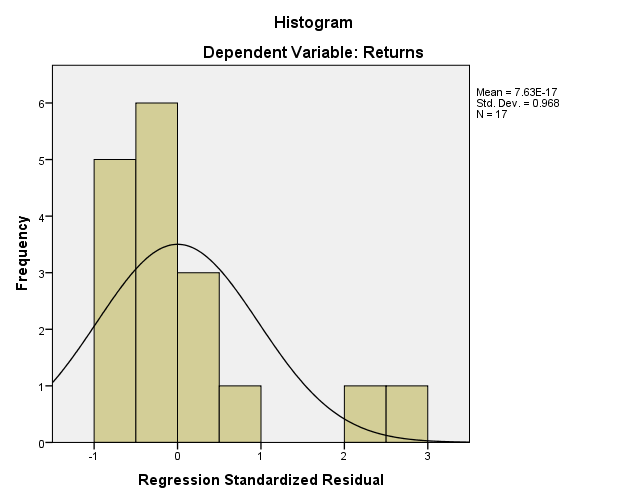 Histogram
Dependent Variable: Returns
Mean = 7.63E-17
Std. Dev. = 0.968
N = 17
Frequency
6
5
4
3
2
1
0
-1 0 1 2 3
Regression Standardized Residual